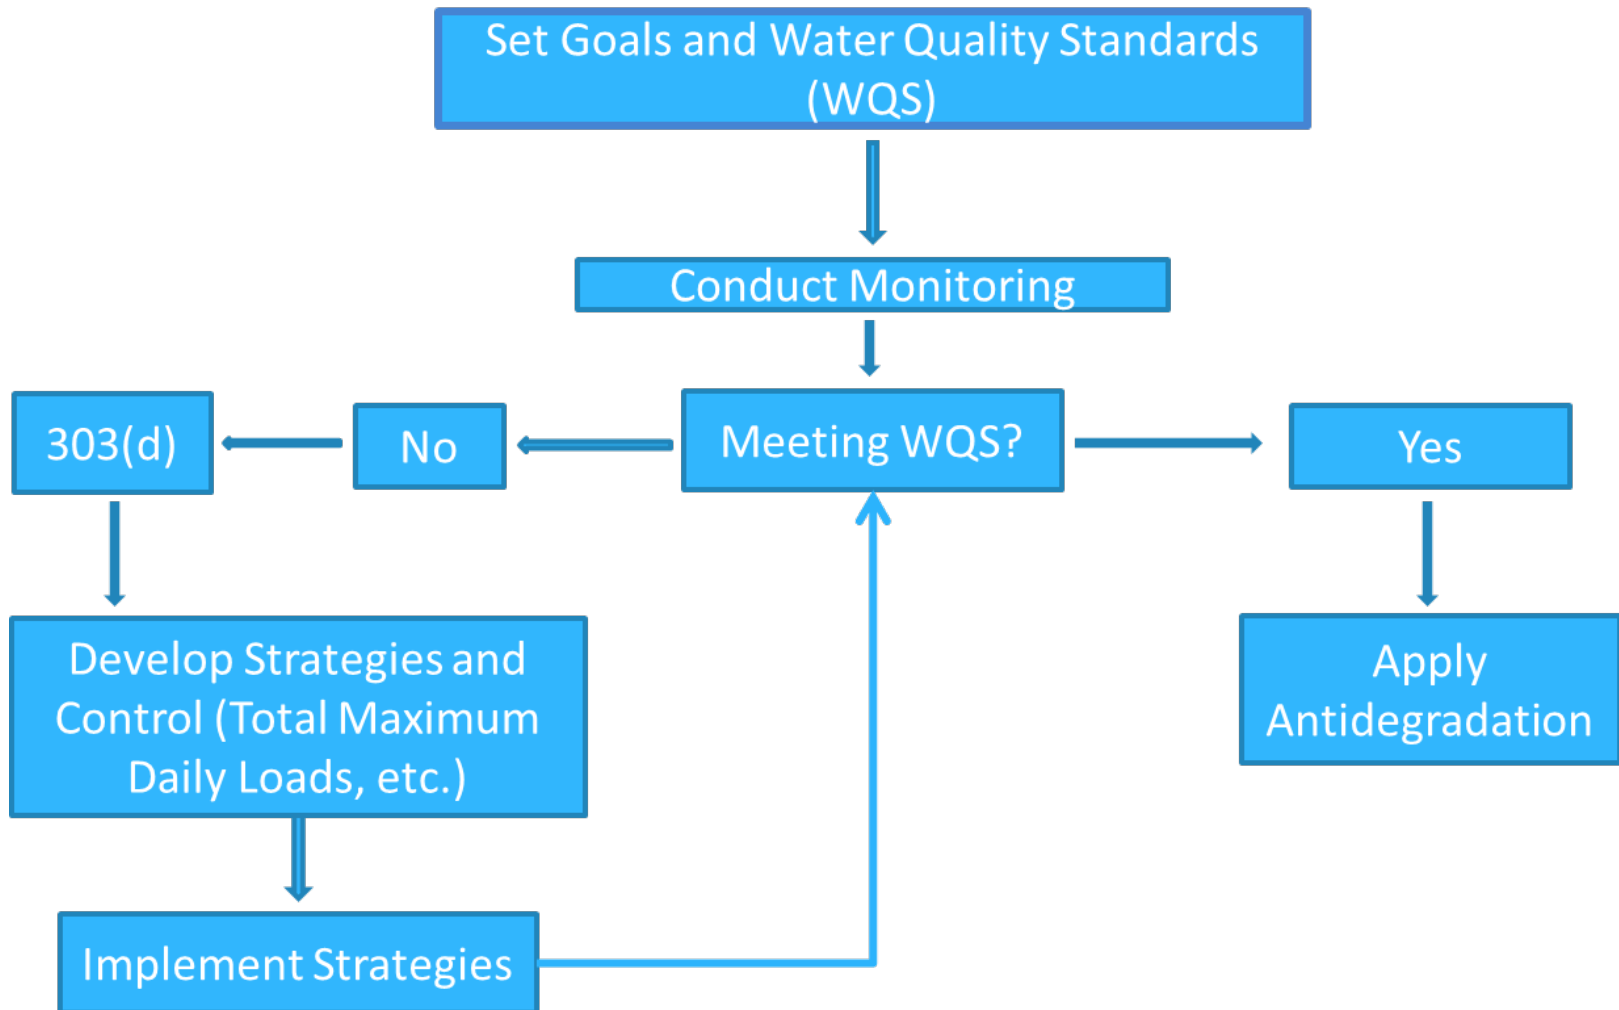 Set Goals and Water Quality Standards
(WQS)
Conduct Monitoring
303(d)
No
Meeting WQS?
Yes
Develop Strategies and
Control (Total Maximum
Daily Loads, etc.)
Apply
Antidegradation
Implement Strategies